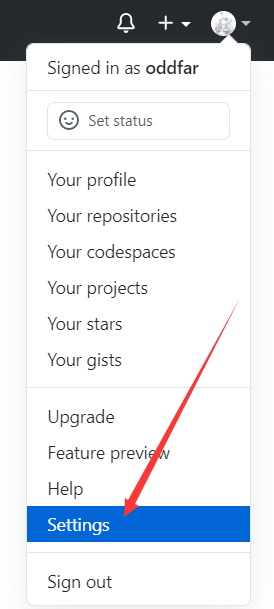 Signed in as oddfar
Set status
Your profile
Your repositories
Your codespaces
Your projects
Your stars
Your gists
Upgrade
Feature preview
Help
Settings
Sign out